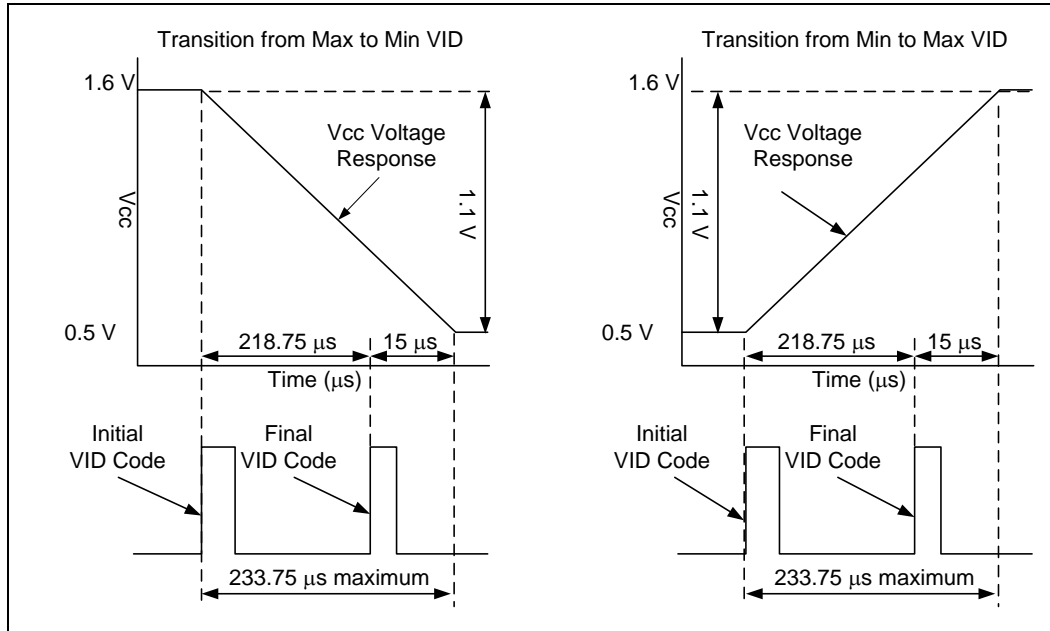 Transition from Max to Min VID
1.6 V
Vcc Voltage
Response
Vcc
1.1 V
0.5 V
218.75 μs
15 μs
Time (μs)
Initial
VID Code
Final
VID Code
233.75 μs maximum
Transition from Min to Max VID
1.6 V
Vcc Voltage
Response
Vcc
1.1 V
0.5 V
218.75 μs
15 μs
Time (μs)
Initial
VID Code
Final
VID Code
233.75 μs maximum